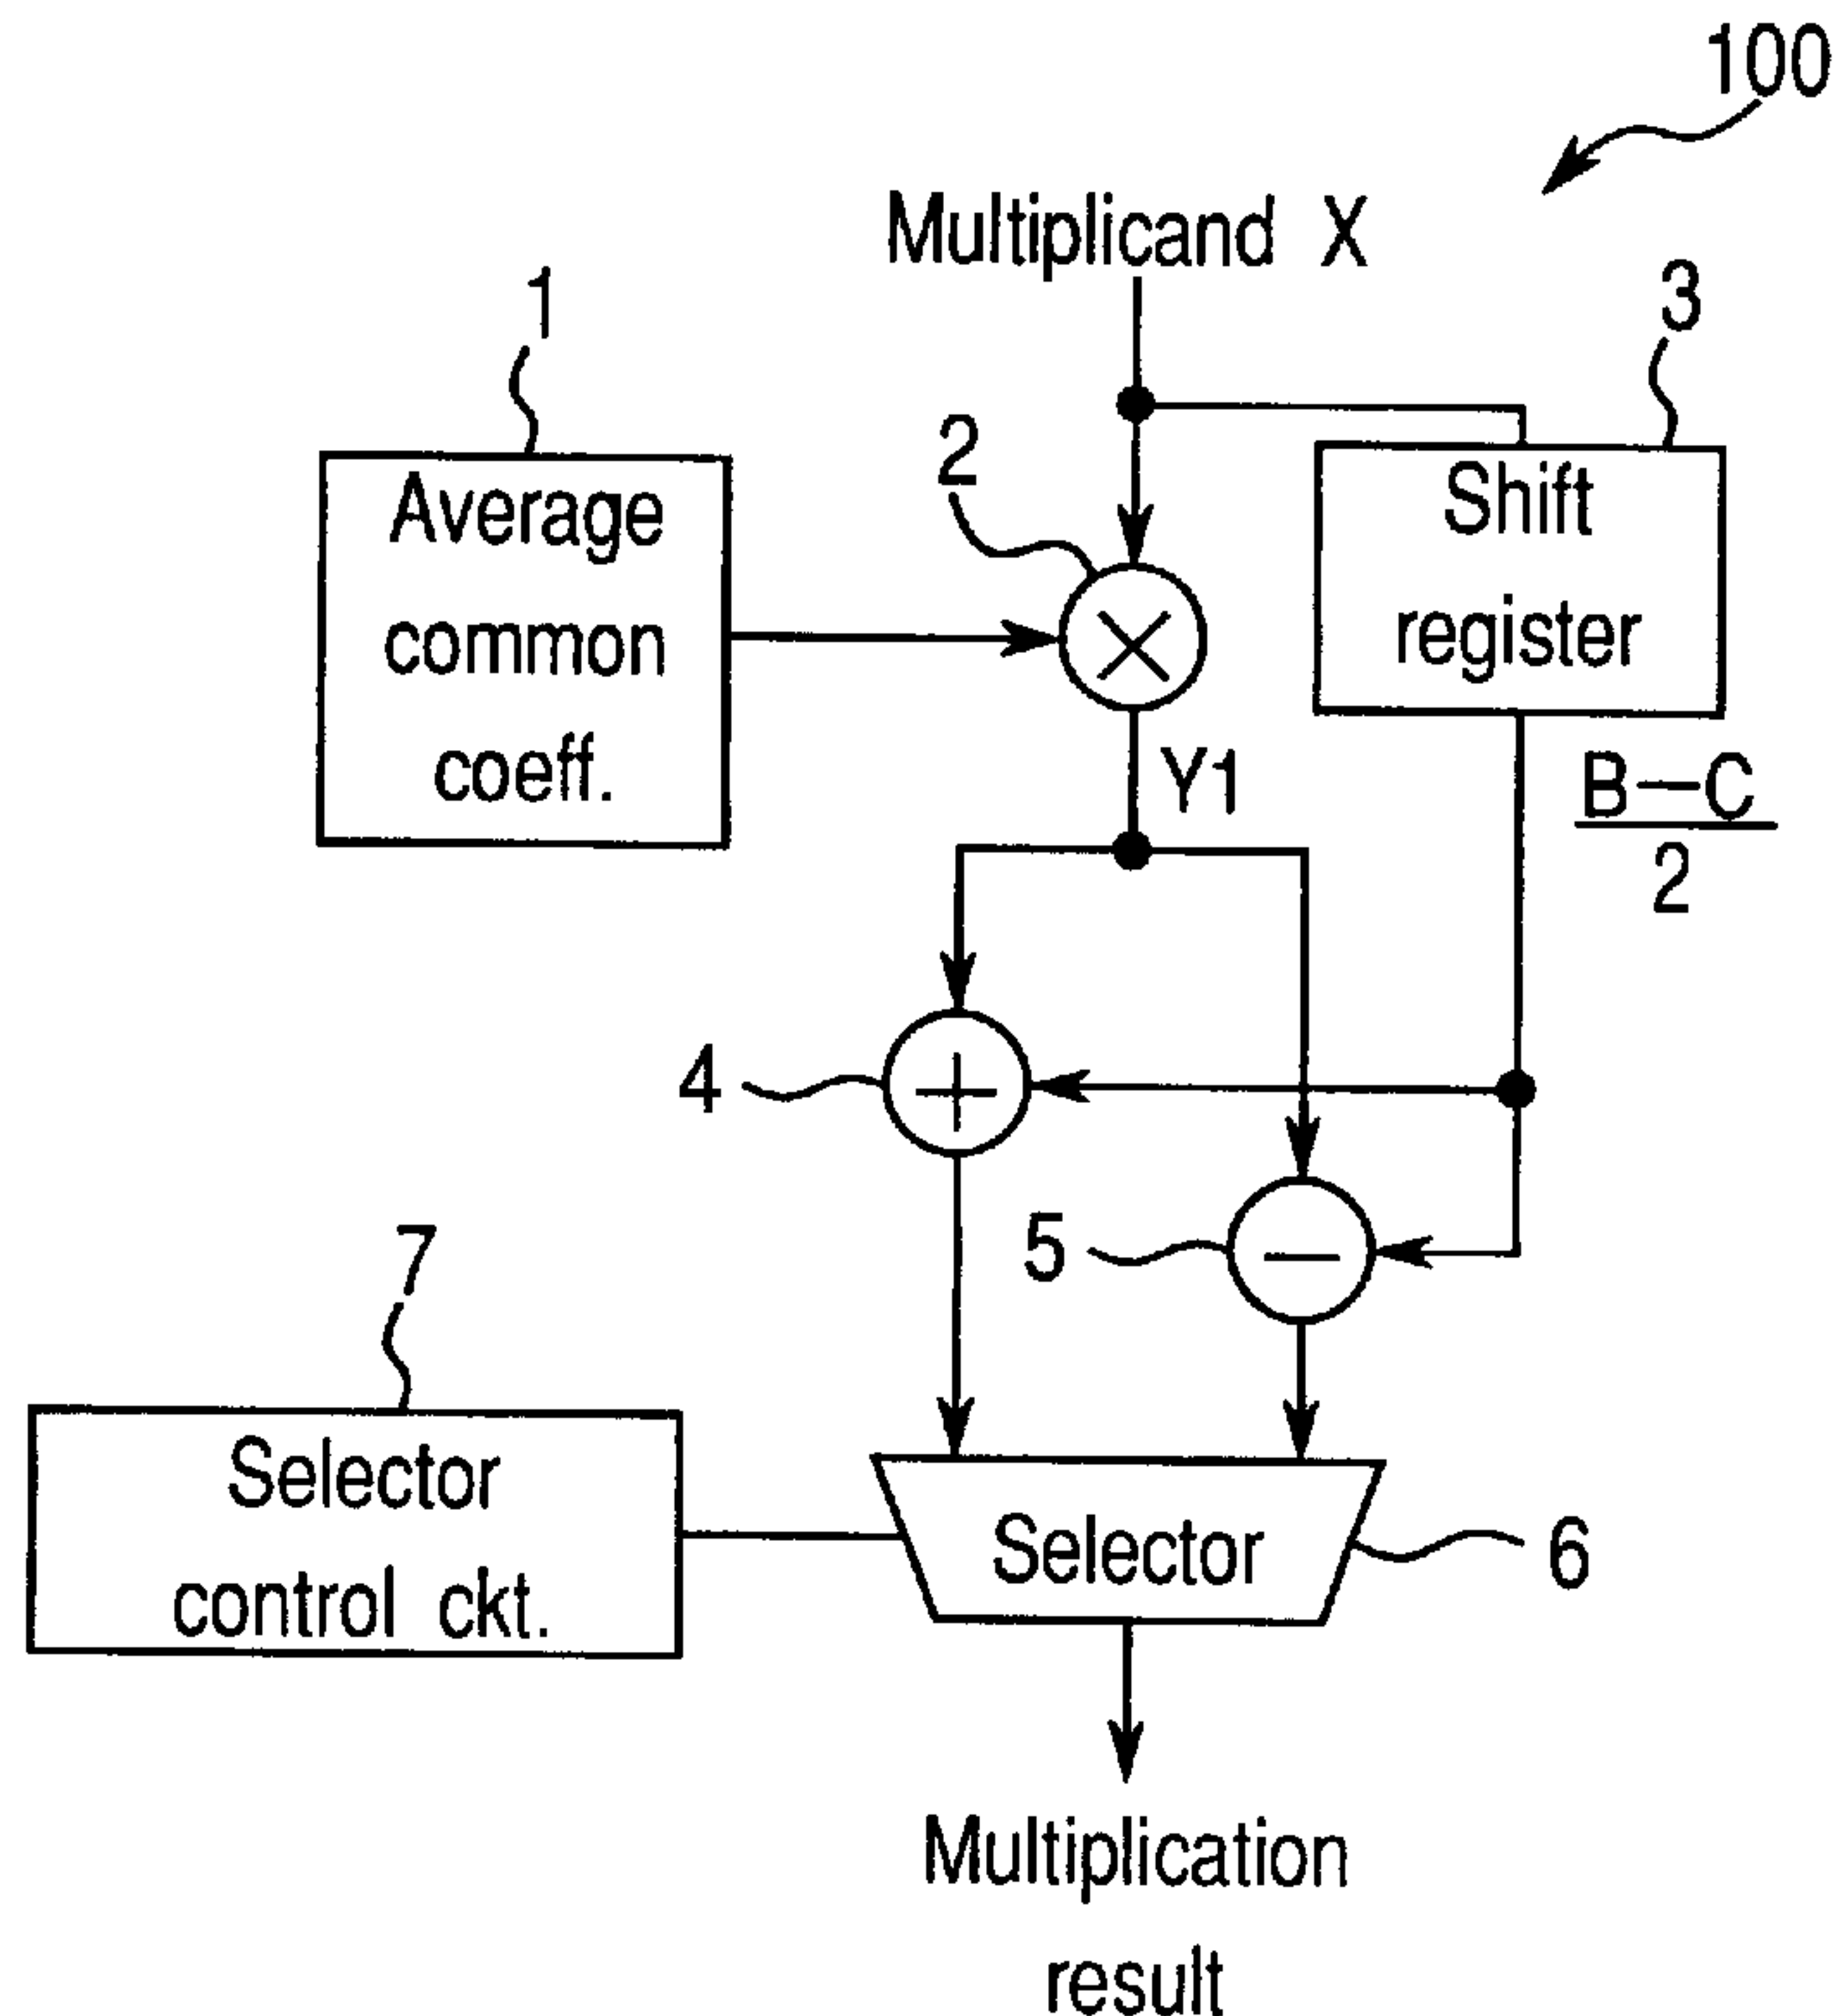 100
Multiplicand X
1
3
2
Average
common
coeff.
Shift
register
Y1
B—C
2
4
5
7
Selector
control ckt.
Selector
6
Multiplication
result